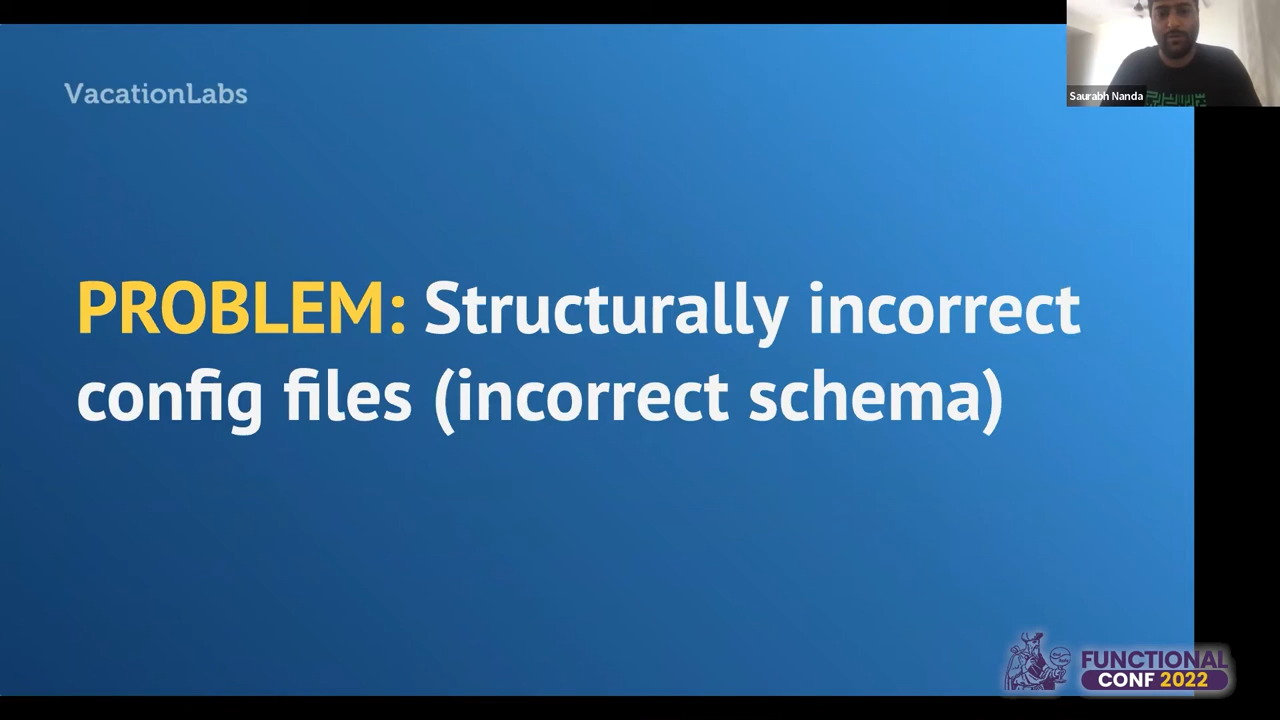 VacationLabs
Saurabh Nanda
PROBLEM: Structurally incorrect
config files (incorrect schema)
FUNCTIONAL
CONF 2022